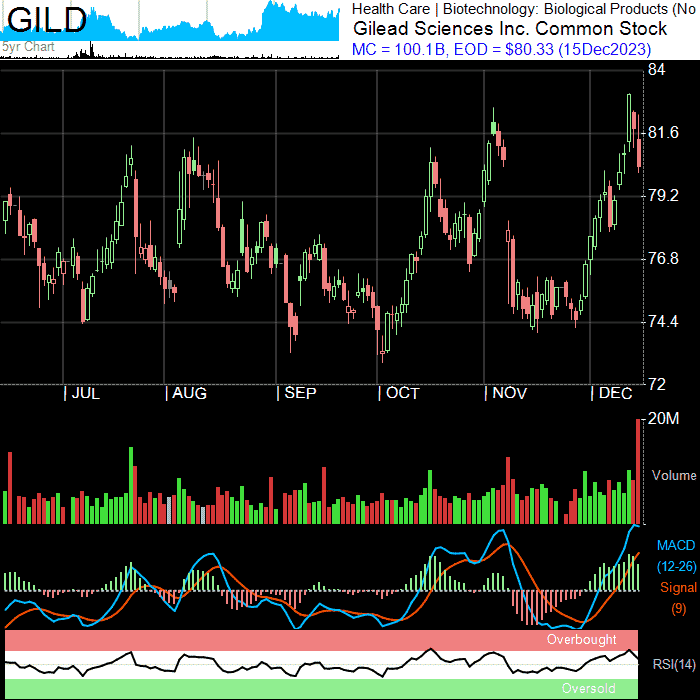 GILD
5yr Chart
Health Care | Biotechnology: Biological Products (No
Gilead Sciences Inc. Common Stock
MC = 100.1B, EOD = $80.33 (15Dec2023)
84
81.6
79.2
76.8
74.4
72
| JUL | AUG | SEP | OCT | NOV | DEC
20M
Volume
MACD
(12-26)
Signal
(9)
Overbought
RSI(14)
Oversold